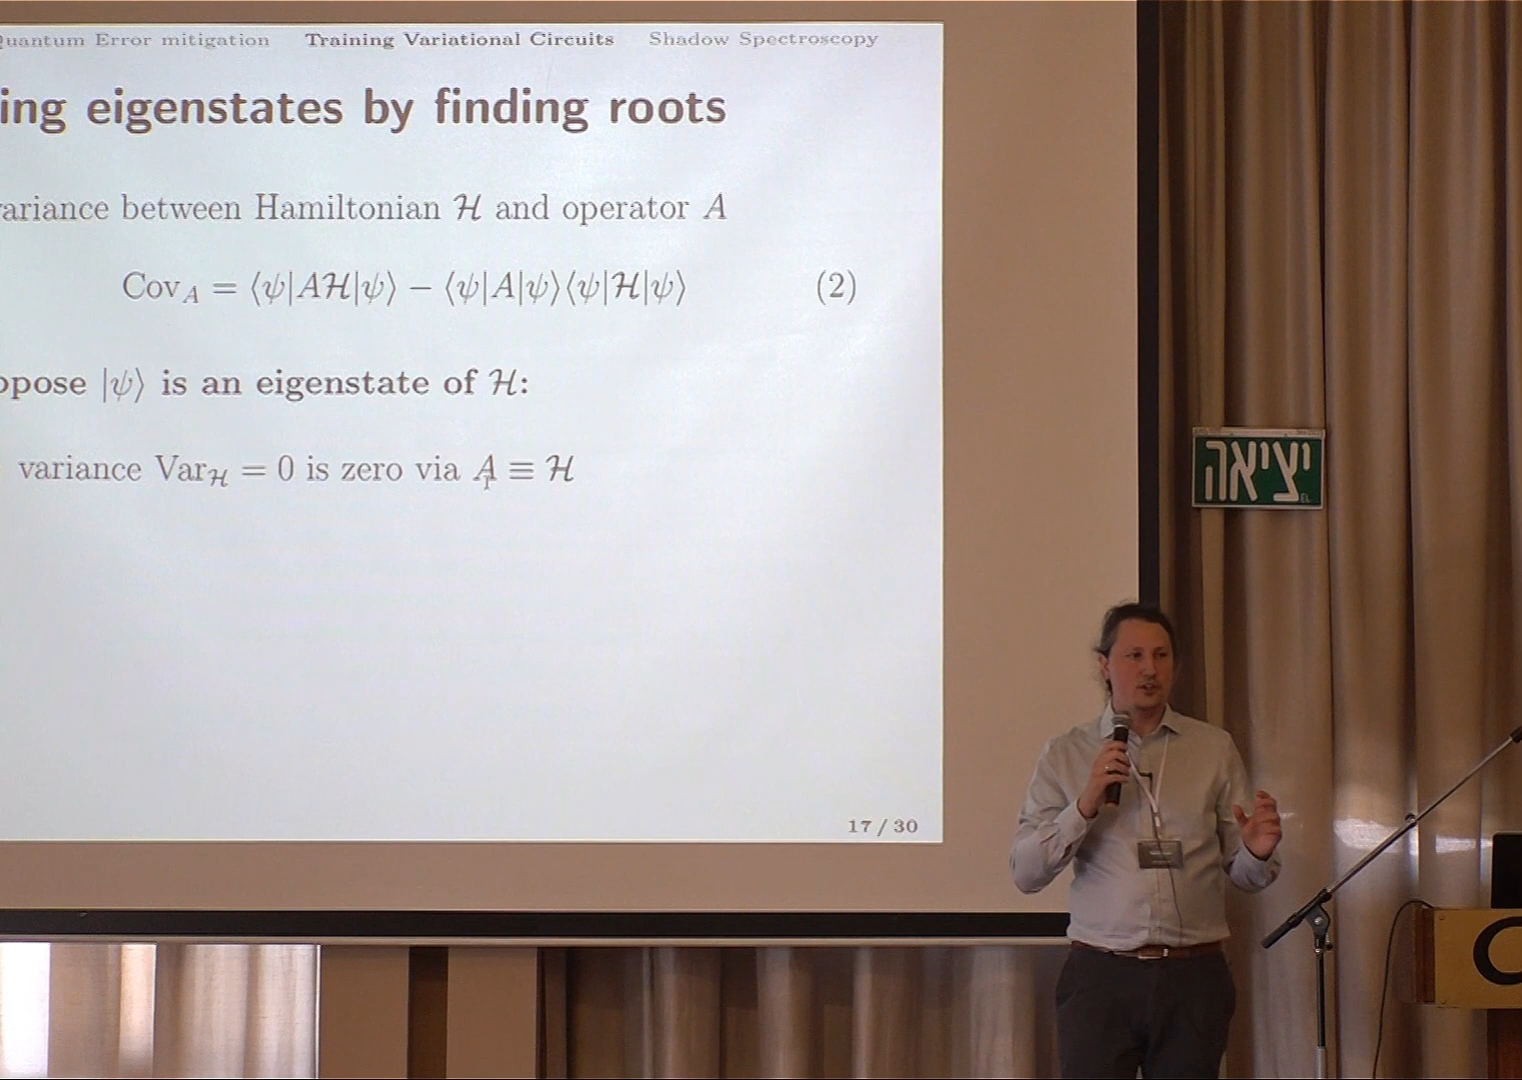 Quantum Error mitigation Training Variational Circuits Shadow Spectroscopy
ing eigenstates by finding roots
variance between Hamiltonian ℋ and operator A
Cov_A = ⟨ψ|Aℋ|ψ⟩ − ⟨ψ|A|ψ⟩⟨ψ|ℋ|ψ⟩ (2)
ppose |ψ⟩ is an eigenstate of ℋ:
variance Var_ℋ = 0 is zero via A ≡ ℋ
17 / 30
יציאה